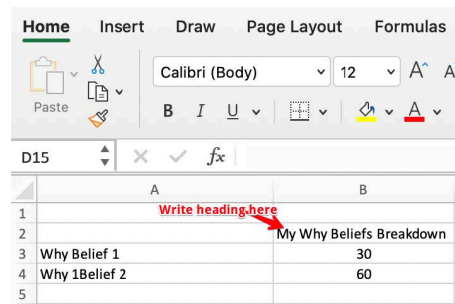 Home Insert Draw Page Layout Formulas
Calibri (Body) 12 A^ A
Paste B I U A
D15 fx
A B
1 Write heading here
2 My Why Beliefs Breakdown
3 Why Belief 1 30
4 Why 1Belief 2 60
5